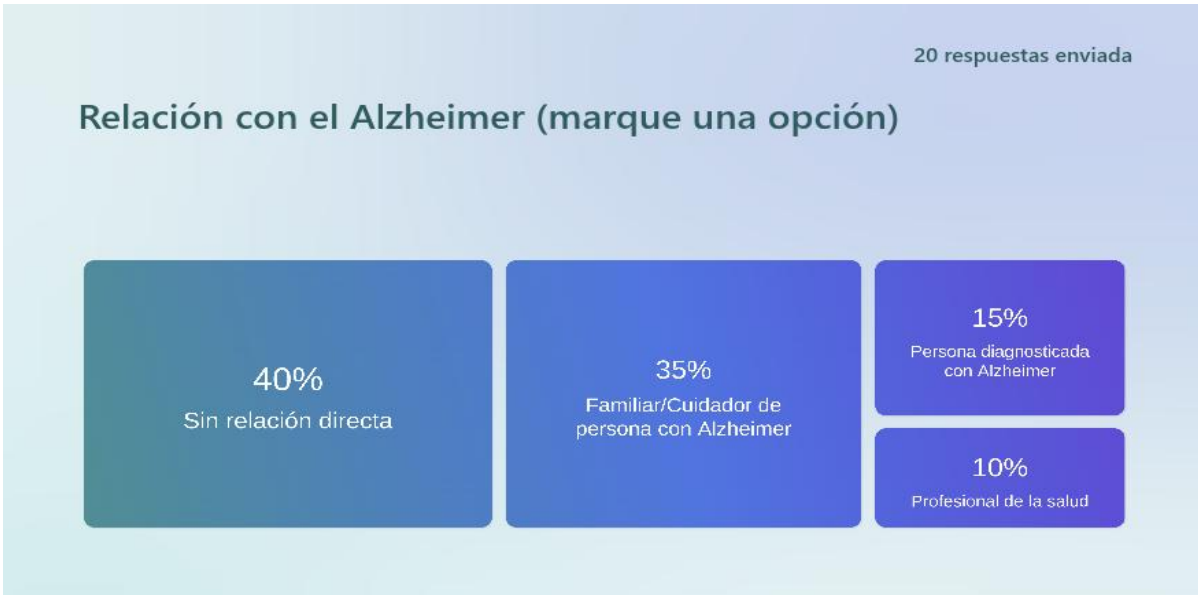 20 respuestas enviada
Relación con el Alzheimer (marque una opción)
40%
Sin relación directa
35%
Familiar/Cuidador de
persona con Alzheimer
15%
Persona diagnosticada
con Alzheimer
10%
Profesional de la salud